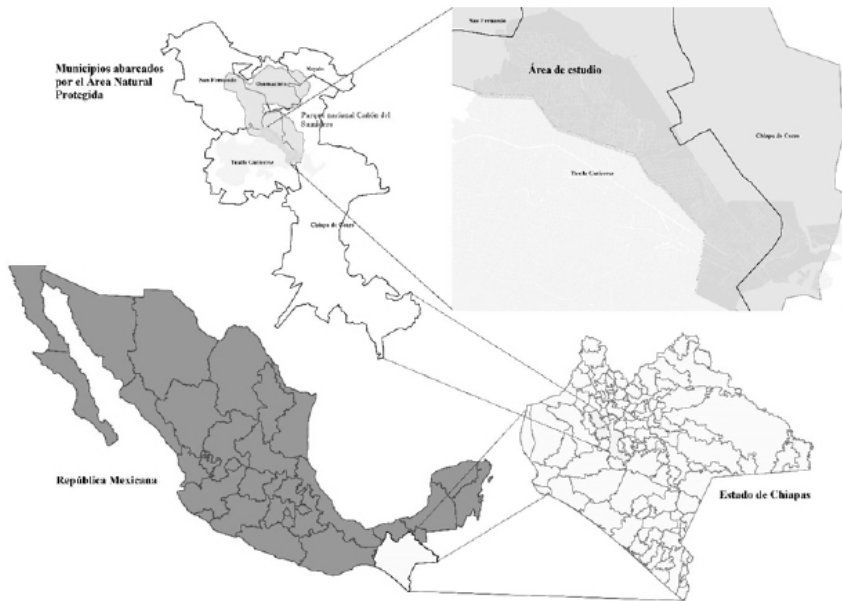 Municipios abarcados
por el Área Natural
Protegida
San Fernando
Osumacinta
Soyaló
Parque nacional Cañón del
Sumidero
Tuxtla Gutiérrez
Chiapa de Corzo
San Fernando
Área de estudio
Chiapa de Corzo
Tuxtla Gutiérrez
República Mexicana
Estado de Chiapas